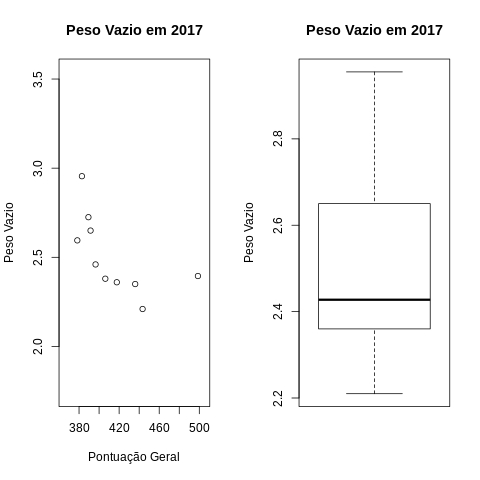 Peso Vazio em 2017
Peso Vazio
3.5
3.0
2.5
2.0
380
420
460
500
Pontuação Geral
Peso Vazio em 2017
Peso Vazio
2.8
2.6
2.4
2.2